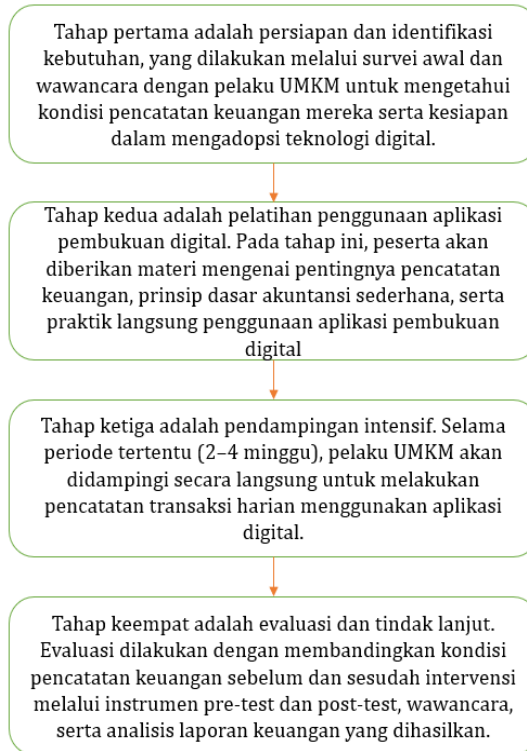 Tahap pertama adalah persiapan dan identifikasi
kebutuhan, yang dilakukan melalui survei awal dan
wawancara dengan pelaku UMKM untuk mengetahui
kondisi pencatatan keuangan mereka serta kesiapan
dalam mengadopsi teknologi digital.
Tahap kedua adalah pelatihan penggunaan aplikasi
pembukuan digital. Pada tahap ini, peserta akan
diberikan materi mengenai pentingnya pencatatan
keuangan, prinsip dasar akuntansi sederhana, serta
praktik langsung penggunaan aplikasi pembukuan
digital
Tahap ketiga adalah pendampingan intensif. Selama
periode tertentu (2–4 minggu), pelaku UMKM akan
didampingi secara langsung untuk melakukan
pencatatan transaksi harian menggunakan aplikasi
digital.
Tahap keempat adalah evaluasi dan tindak lanjut.
Evaluasi dilakukan dengan membandingkan kondisi
pencatatan keuangan sebelum dan sesudah intervensi
melalui instrumen pre-test dan post-test, wawancara,
serta analisis laporan keuangan yang dihasilkan.